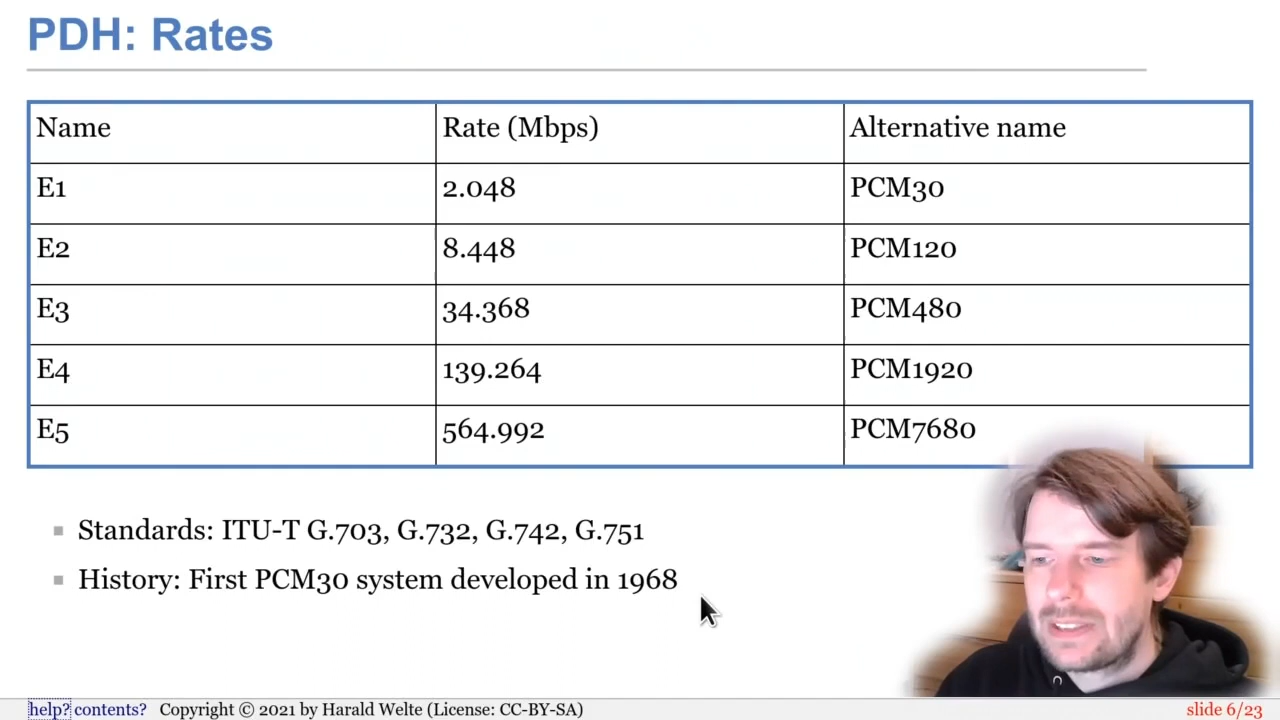 PDH: Rates
Name Rate (Mbps) Alternative name
E1 2.048 PCM30
E2 8.448 PCM120
E3 34.368 PCM480
E4 139.264 PCM1920
E5 564.992 PCM7680
Standards: ITU-T G.703, G.732, G.742, G.751
History: First PCM30 system developed in 1968
help? contents? Copyright © 2021 by Harald Welte (License: CC-BY-SA) slide 6/23